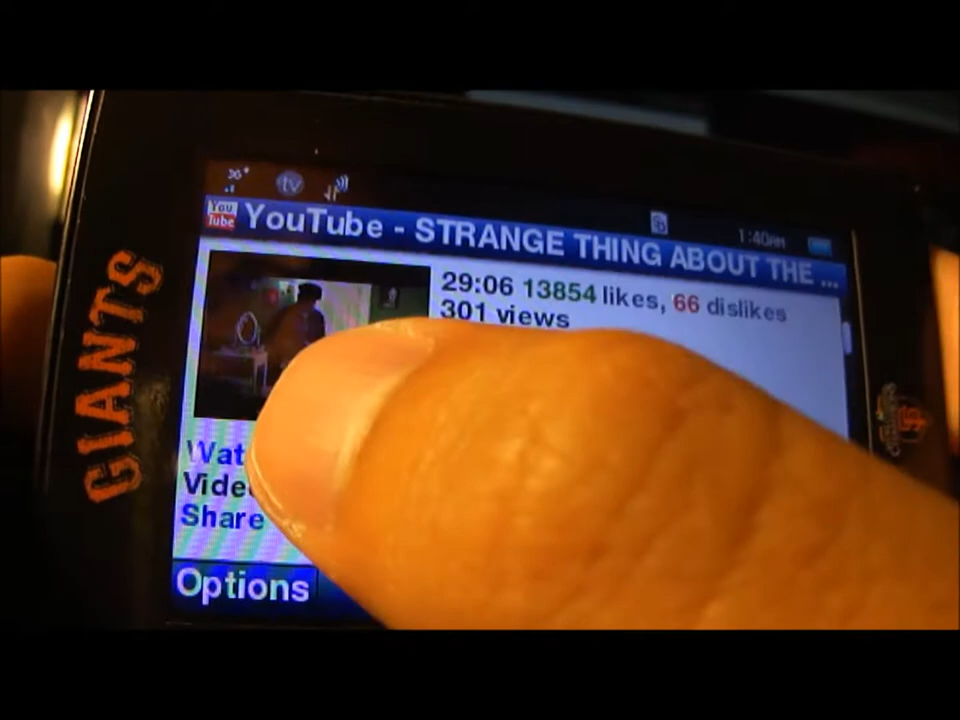 3G
tv
1:40AM
You
Tube
YouTube - STRANGE THING ABOUT THE ...
29:06 13854 likes, 66 dislikes
301 views
Share
Options
GIANTS